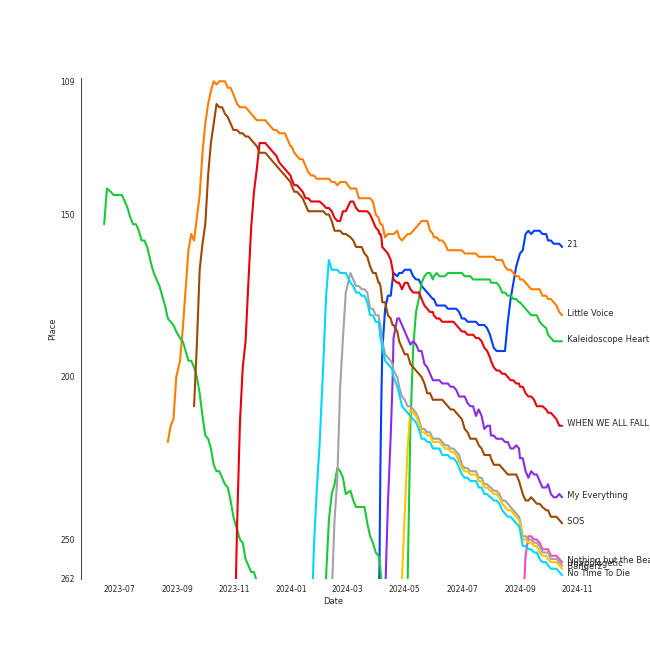 109
150
200
250
262
Place
2023-07
2023-09
2023-11
2024-01
2024-03
2024-05
2024-07
2024-09
2024-11
Date
21
Little Voice
Kaleidoscope Heart
WHEN WE ALL FALL
My Everything
SOS
Nothing but the Bea
No Time To Die